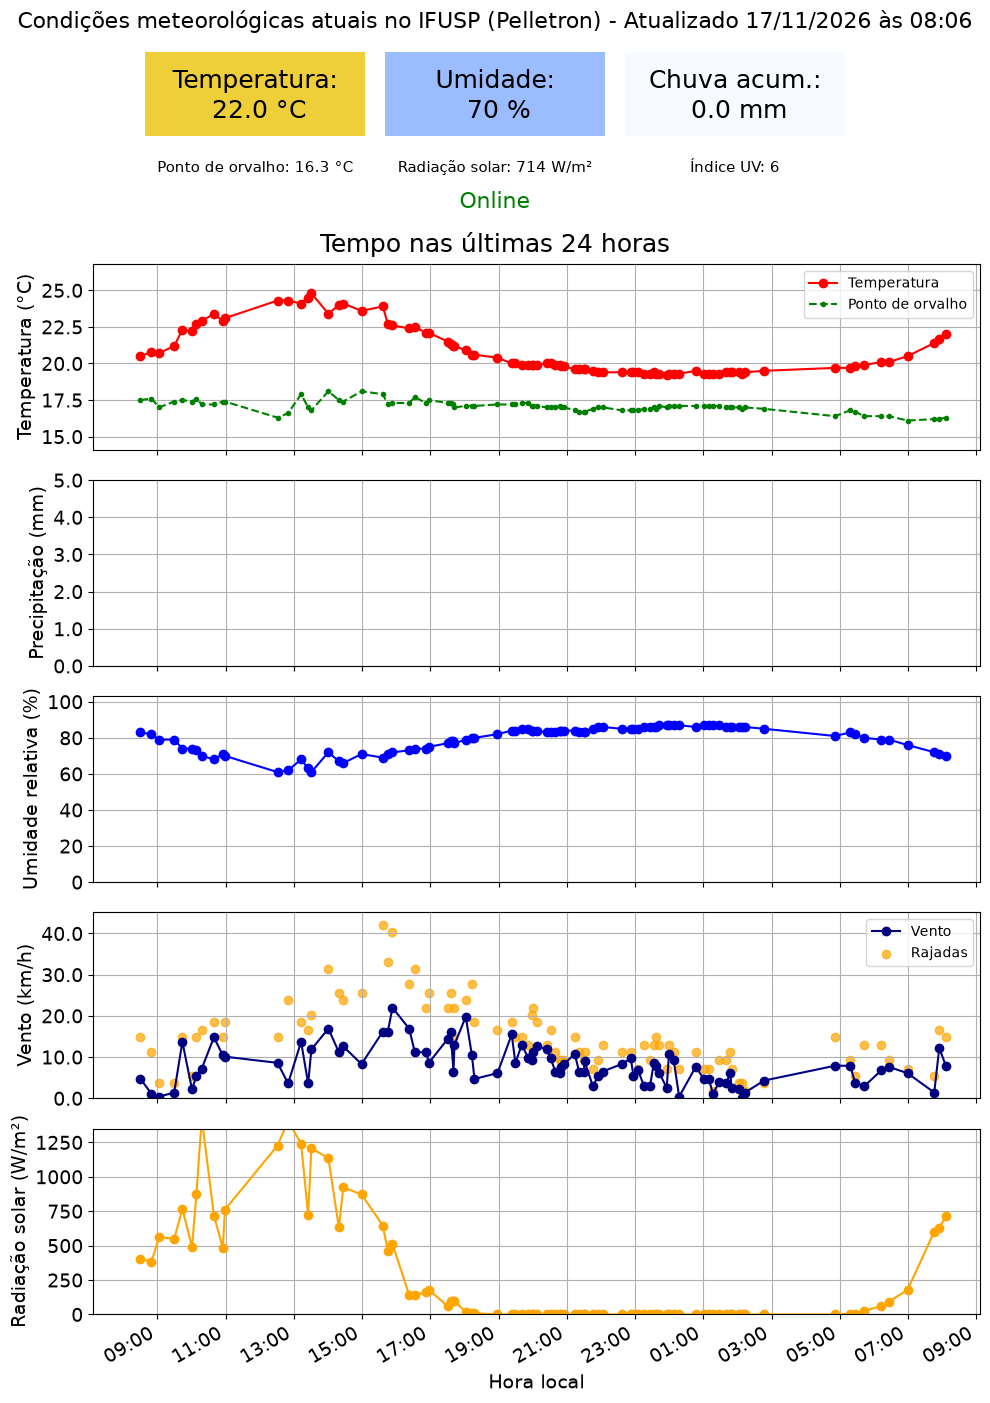 Condições meteorológicas atuais no IFUSP (Pelletron) - Atualizado 17/11/2026 às 08:06
Temperatura:
22.0 °C
Umidade:
70 %
Chuva acum.:
0.0 mm
Ponto de orvalho: 16.3 °C
Radiação solar: 714 W/m²
Índice UV: 6
Online
Tempo nas últimas 24 horas
Temperatura (°C)
25.0
22.5
20.0
17.5
15.0
Temperatura
Ponto de orvalho
Precipitação (mm)
5.0
4.0
3.0
2.0
1.0
0.0
Umidade relativa (%)
100
80
60
40
20
0
Vento (km/h)
40.0
30.0
20.0
10.0
0.0
Vento
Rajadas
Radiação solar (W/m²)
1250
1000
750
500
250
0
09:00
11:00
13:00
15:00
17:00
19:00
21:00
23:00
01:00
03:00
05:00
07:00
09:00
Hora local